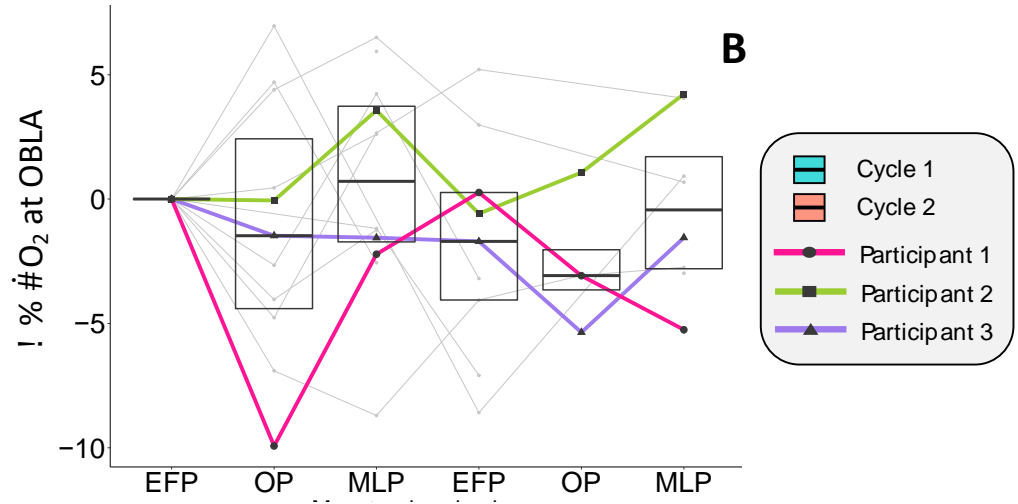 B
! % #̇O₂ at OBLA
5
0
−5
−10
EFP OP MLP EFP OP MLP
Cycle 1
Cycle 2
Participant 1
Participant 2
Participant 3